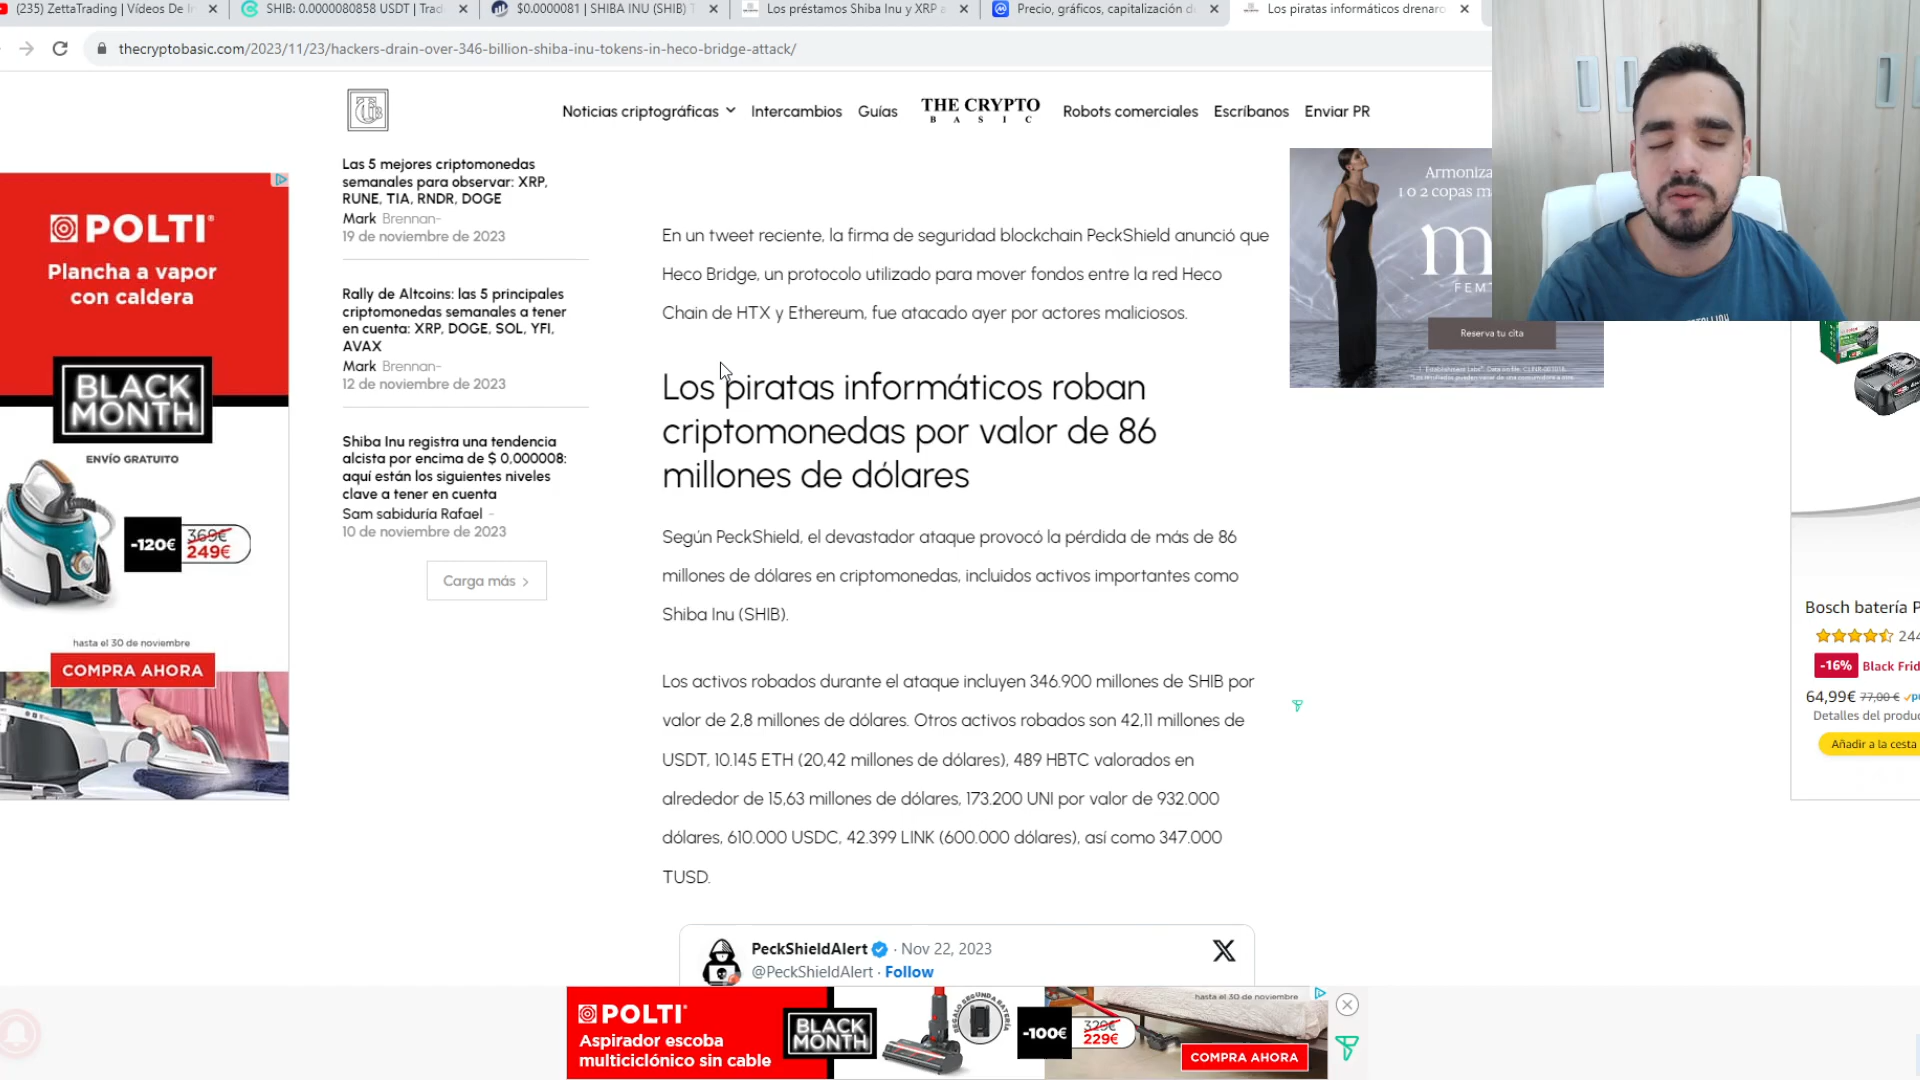 (235) ZettaTrading | Vídeos De In
SHIB: 0.0000080858 USDT | Trad
$0.0000081 | SHIBA INU (SHIB) T
Los préstamos Shiba Inu y XRP a
Precio, gráficos, capitalización d
Los piratas informáticos drenaro
thecryptobasic.com/2023/11/23/hackers-drain-over-346-billion-shiba-inu-tokens-in-heco-bridge-attack/
Noticias criptográficas
Intercambios
Guías
THE CRYPTO
BASIC
Robots comerciales
Escríbanos
Enviar PR
POLTI
Plancha a vapor
con caldera
BLACK
MONTH
ENVÍO GRATUITO
-120€
369€
249€
hasta el 30 de noviembre
COMPRA AHORA
Las 5 mejores criptomonedas
semanales para observar: XRP,
RUNE, TIA, RNDR, DOGE
Mark Brennan-
19 de noviembre de 2023
Rally de Altcoins: las 5 principales
criptomonedas semanales a tener
en cuenta: XRP, DOGE, SOL, YFI,
AVAX
Mark Brennan-
12 de noviembre de 2023
Shiba Inu registra una tendencia
alcista por encima de $ 0,000008:
aquí están los siguientes niveles
clave a tener en cuenta
Sam sabiduría Rafael -
10 de noviembre de 2023
Carga más
En un tweet reciente, la firma de seguridad blockchain PeckShield anunció que
Heco Bridge, un protocolo utilizado para mover fondos entre la red Heco
Chain de HTX y Ethereum, fue atacado ayer por actores maliciosos.
Los piratas informáticos roban
criptomonedas por valor de 86
millones de dólares
Según PeckShield, el devastador ataque provocó la pérdida de más de 86
millones de dólares en criptomonedas, incluidos activos importantes como
Shiba Inu (SHIB).
Los activos robados durante el ataque incluyen 346.900 millones de SHIB por
valor de 2,8 millones de dólares. Otros activos robados son 42,11 millones de
USDT, 10.145 ETH (20,42 millones de dólares), 489 HBTC valorados en
alrededor de 15,63 millones de dólares, 173.200 UNI por valor de 932.000
dólares, 610.000 USDC, 42.399 LINK (600.000 dólares), así como 347.000
TUSD.
PeckShieldAlert · Nov 22, 2023
@PeckShieldAlert · Follow
Armoniza
1 o 2 copas m
m
FEMT
Reserva tu cita
Bosch batería P
244
-16% Black Frid
64,99€ 77,00 €
Detalles del produc
Añadir a la cesta
POLTI
Aspirador escoba
multiciclónico sin cable
BLACK
MONTH
REGALO SEGUNDA BATERÍA
-100€
329€
229€
hasta el 30 de noviembre
COMPRA AHORA